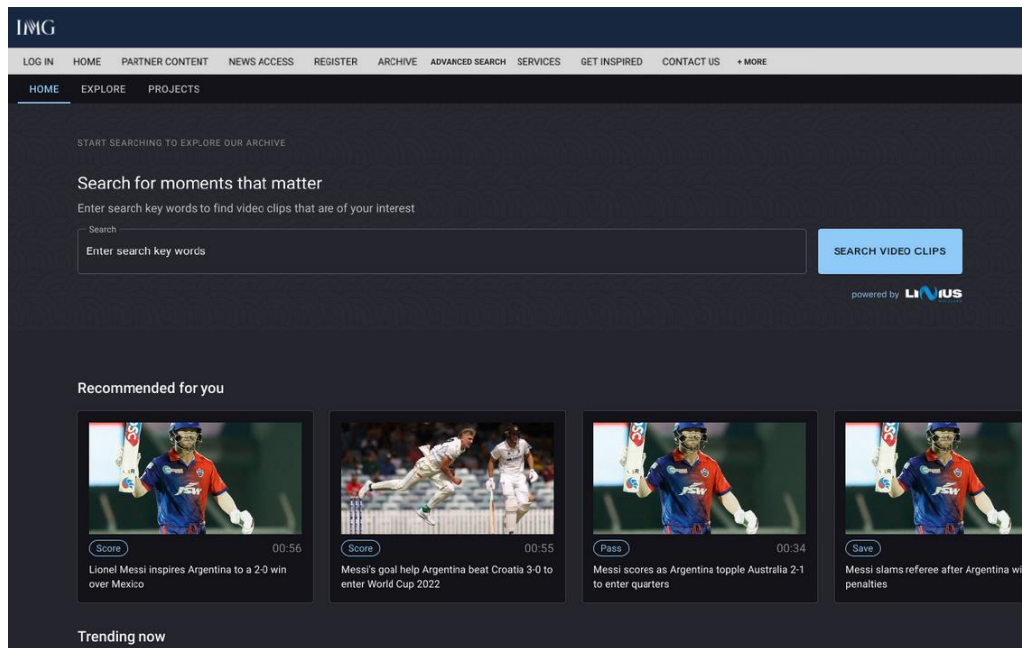 IMG
LOG IN HOME PARTNER CONTENT NEWS ACCESS REGISTER ARCHIVE ADVANCED SEARCH SERVICES GET INSPIRED CONTACT US + MORE
HOME EXPLORE PROJECTS
START SEARCHING TO EXPLORE OUR ARCHIVE
Search for moments that matter
Enter search key words to find video clips that are of your interest
Search
Enter search key words
SEARCH VIDEO CLIPS
powered by LINIUS
Recommended for you
JSW
JSW
JSW
Score 00:56
Score 00:55
Pass 00:34
Save
Lionel Messi inspires Argentina to a 2-0 win
over Mexico
Messi's goal help Argentina beat Croatia 3-0 to
enter World Cup 2022
Messi scores as Argentina topple Australia 2-1
to enter quarters
Messi slams referee after Argentina wi
penalties
Trending now